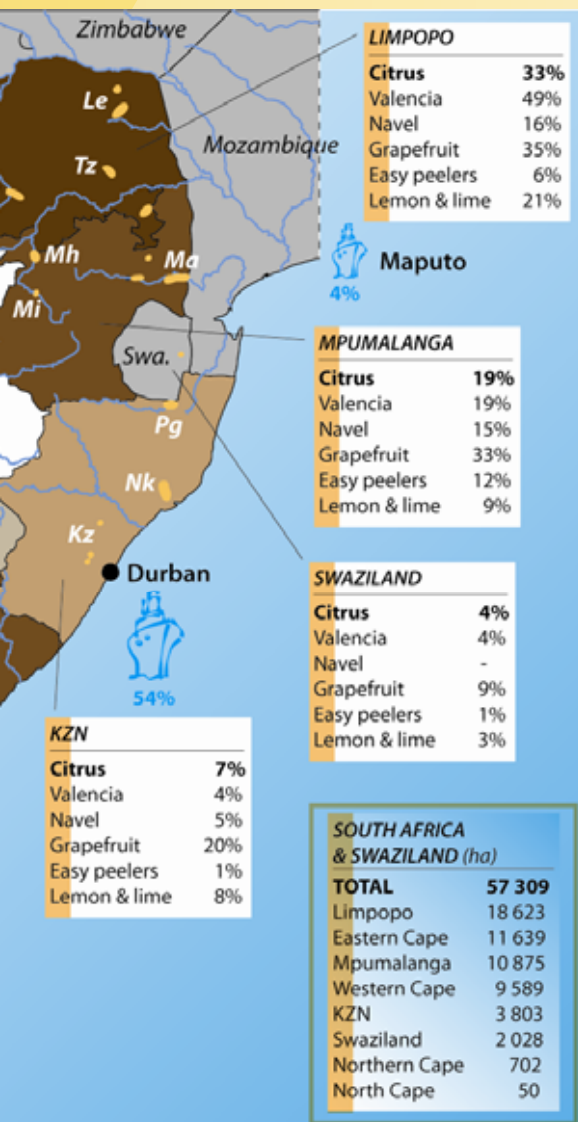 Zimbabwe
Le
Mozambique
Tz
Mh
Ma
Mi
Swa.
Pg
Nk
Kz
Maputo
4%
Durban
54%
LIMPOPO
Citrus 33%
Valencia 49%
Navel 16%
Grapefruit 35%
Easy peelers 6%
Lemon & lime 21%
MPUMALANGA
Citrus 19%
Valencia 19%
Navel 15%
Grapefruit 33%
Easy peelers 12%
Lemon & lime 9%
SWAZILAND
Citrus 4%
Valencia 4%
Navel -
Grapefruit 9%
Easy peelers 1%
Lemon & lime 3%
KZN
Citrus 7%
Valencia 4%
Navel 5%
Grapefruit 20%
Easy peelers 1%
Lemon & lime 8%
SOUTH AFRICA
& SWAZILAND (ha)
TOTAL 57 309
Limpopo 18 623
Eastern Cape 11 639
Mpumalanga 10 875
Western Cape 9 589
KZN 3 803
Swaziland 2 028
Northern Cape 702
North Cape 50